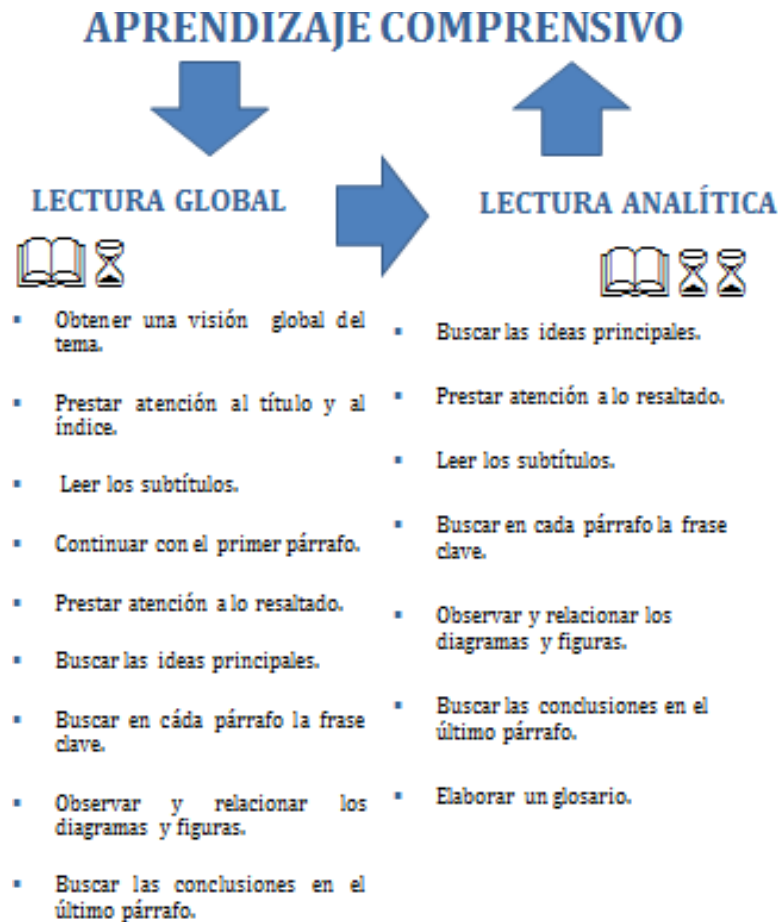 APRENDIZAJE COMPRENSIVO
LECTURA GLOBAL
▪ Obtener una visión global del
tema.
▪ Prestar atención al título y al
índice.
▪ Leer los subtítulos.
▪ Continuar con el primer párrafo.
▪ Prestar atención a lo resaltado.
▪ Buscar las ideas principales.
▪ Buscar en cáda párrafo la frase
clave.
▪ Observar y relacionar los
diagramas y figuras.
▪ Buscar las conclusiones en el
último párrafo.
LECTURA ANALÍTICA
▪ Buscar las ideas principales.
▪ Prestar atención a lo resaltado.
▪ Leer los subtítulos.
▪ Buscar en cada párrafo la frase
clave.
▪ Observar y relacionar los
diagramas y figuras.
▪ Buscar las conclusiones en el
último párrafo.
▪ Elaborar un glosario.